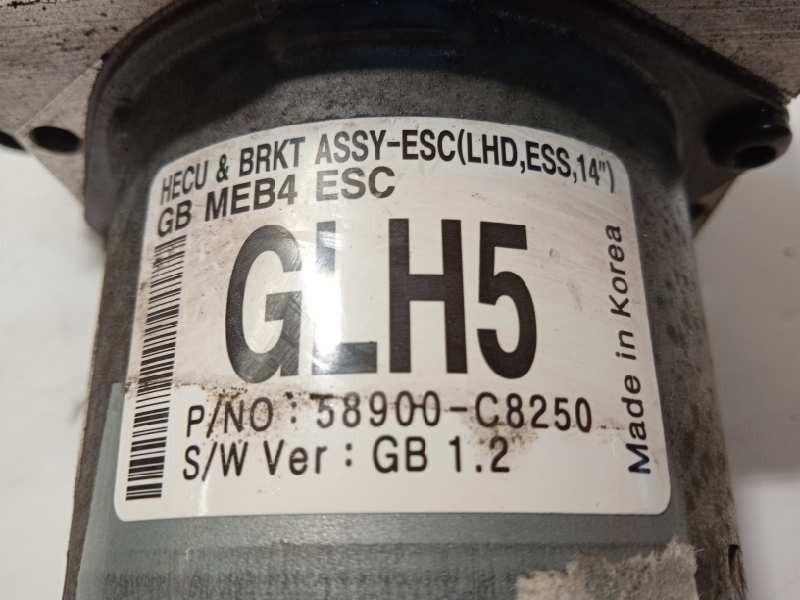 HECU & BRKT ASSY-ESC(LHD,ESS,14")
GB MEB4 ESC
GLH5
P/NO : 58900-C8250
S/W Ver : GB 1.2
Made in Korea